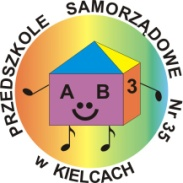 PRZEDSZKOLE SAMORZĄDOWE Nr 35
A B 3
w KIELCACH